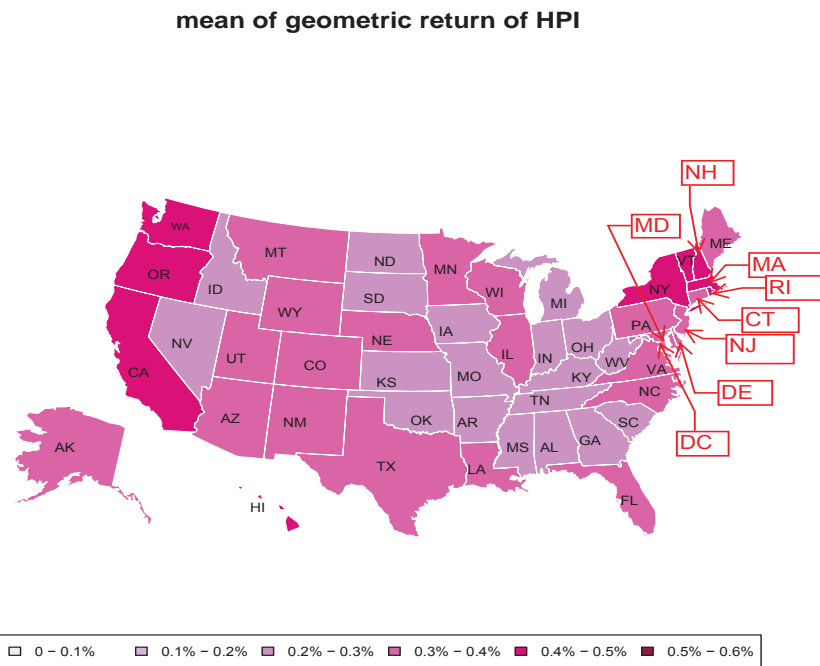 mean of geometric return of HPI
NH
MD
WA
ME
VT
MT
ND
MA
OR
MN
RI
ID
NY
WI
SD
MI
WY
CT
PA
IA
NE
NV
OH
NJ
UT
IL
IN
CO
WV
VA
CA
MO
KY
KS
NC
DE
TN
AZ
OK
AR
SC
NM
GA
DC
AK
MS
AL
TX
LA
FL
HI
0 − 0.1% 0.1% − 0.2% 0.2% − 0.3% 0.3% − 0.4% 0.4% − 0.5% 0.5% − 0.6%